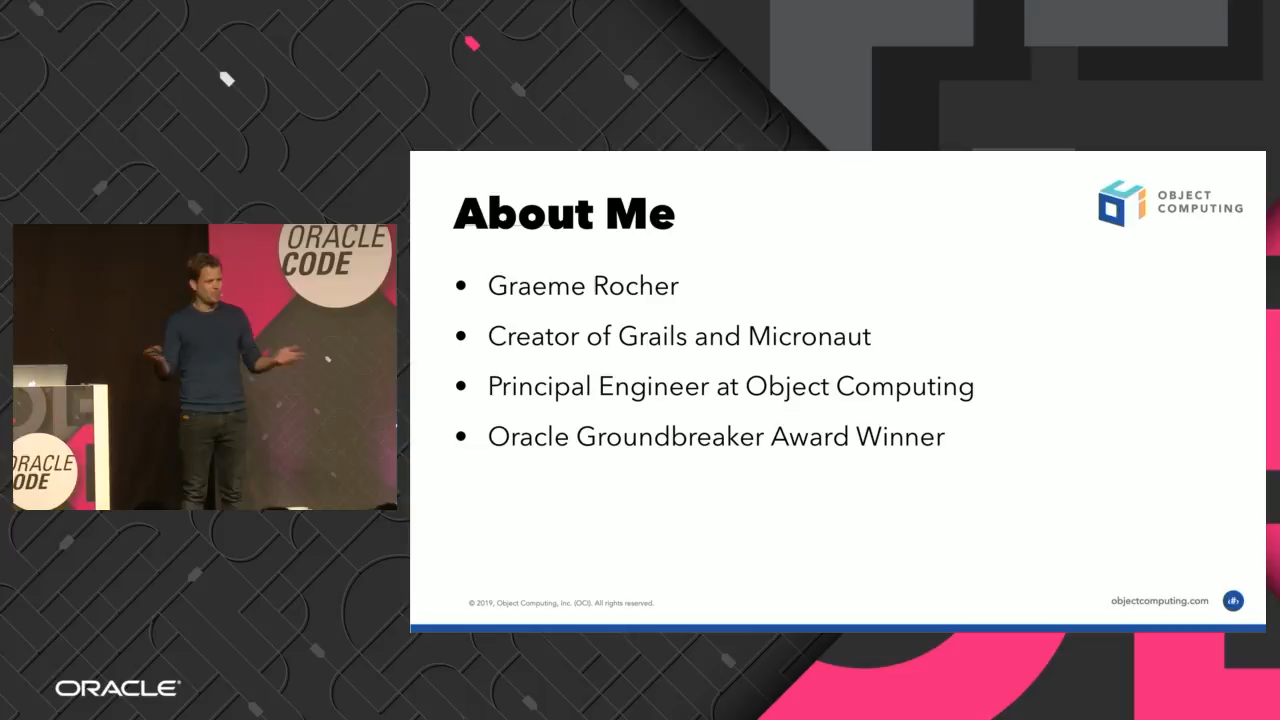 About Me
OBJECT
COMPUTING
• Graeme Rocher
• Creator of Grails and Micronaut
• Principal Engineer at Object Computing
• Oracle Groundbreaker Award Winner
© 2019, Object Computing, Inc. (OCI). All rights reserved.
objectcomputing.com
ORACLE
CODE
ORACLE
CODE
ORACLE®